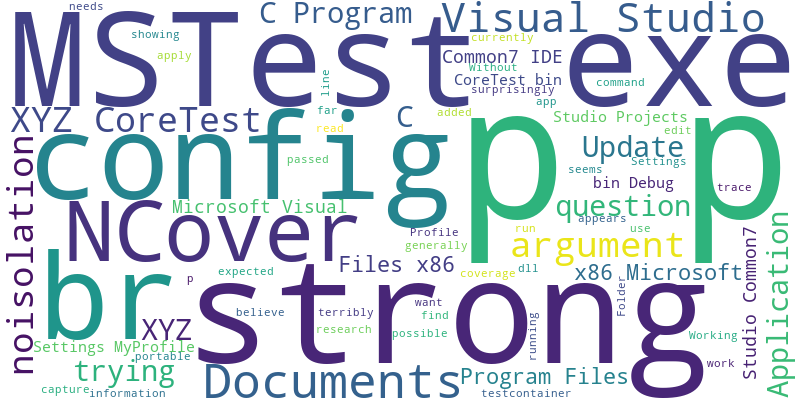 needs
C Program
Visual Studio
MSTest exe
showing
apply
currently
Common7 IDE
Without
CoreTest bin
surprisingly
command
line
app
XYZ CoreTest
far
read
C
added
Studio Projects
edit
config
p p
Update
passed
Settings
seems
bin Debug
trace
noisolation
NCover
Microsoft Visual
question
appears
Profile
run
use
generally
argument
Working
Files x86
coverage
dll
x86 Microsoft
Studio Common7
Application
br
strong
expected
p
Folder
want
believe
terribly
find
XYZ
research
possible
running
Settings MyProfile
portable
work
trying
Documents
Program Files
capture
information
testcontainer